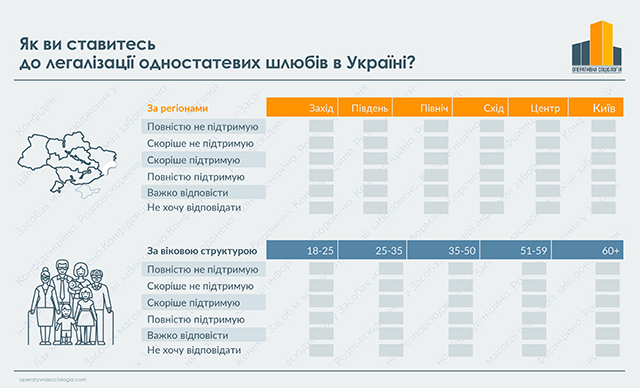 Як ви ставитесь
до легалізації одностатевих шлюбів в Україні?
ОПЕРАТИВНА СОЦІОЛОГІЯ
За регіонами Захід Південь Північ Схід Центр Київ
Повністю не підтримую
Скоріше не підтримую
Скоріше підтримую
Повністю підтримую
Важко відповісти
Не хочу відповідати
За віковою структурою 18-25 25-35 35-50 51-59 60+
Повністю не підтримую
Скоріше не підтримую
Скоріше підтримую
Повністю підтримую
Важко відповісти
Не хочу відповідати
operatyvnasociologia.com